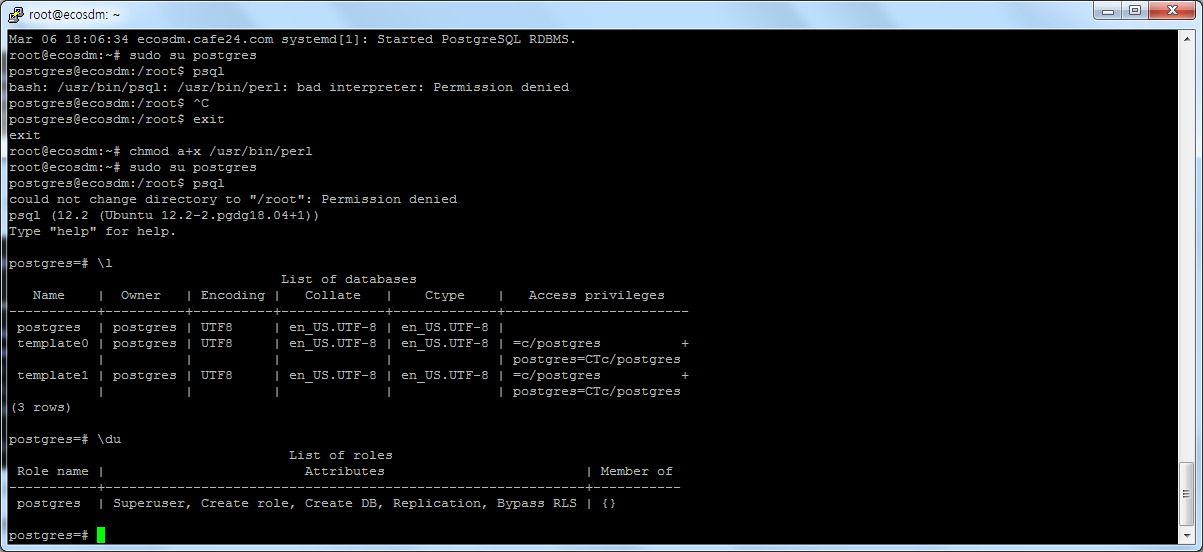 root@ecosdm: ~
Mar 06 18:06:34 ecosdm.cafe24.com systemd[1]: Started PostgreSQL RDBMS.
root@ecosdm:~# sudo su postgres
postgres@ecosdm:/root$ psql
bash: /usr/bin/psql: /usr/bin/perl: bad interpreter: Permission denied
postgres@ecosdm:/root$ ^C
postgres@ecosdm:/root$ exit
exit
root@ecosdm:~# chmod a+x /usr/bin/perl
root@ecosdm:~# sudo su postgres
postgres@ecosdm:/root$ psql
could not change directory to "/root": Permission denied
psql (12.2 (Ubuntu 12.2-2.pgdg18.04+1))
Type "help" for help.
postgres=# \l
                                  List of databases
   Name    |  Owner   | Encoding |   Collate   |    Ctype    |   Access privileges
-----------+----------+----------+-------------+-------------+-----------------------
 postgres  | postgres | UTF8     | en_US.UTF-8 | en_US.UTF-8 |
 template0 | postgres | UTF8     | en_US.UTF-8 | en_US.UTF-8 | =c/postgres          +
           |          |          |             |             | postgres=CTc/postgres
 template1 | postgres | UTF8     | en_US.UTF-8 | en_US.UTF-8 | =c/postgres          +
           |          |          |             |             | postgres=CTc/postgres
(3 rows)
postgres=# \du
                                   List of roles
 Role name |                         Attributes                         | Member of
-----------+------------------------------------------------------------+-----------
 postgres  | Superuser, Create role, Create DB, Replication, Bypass RLS | {}
postgres=#